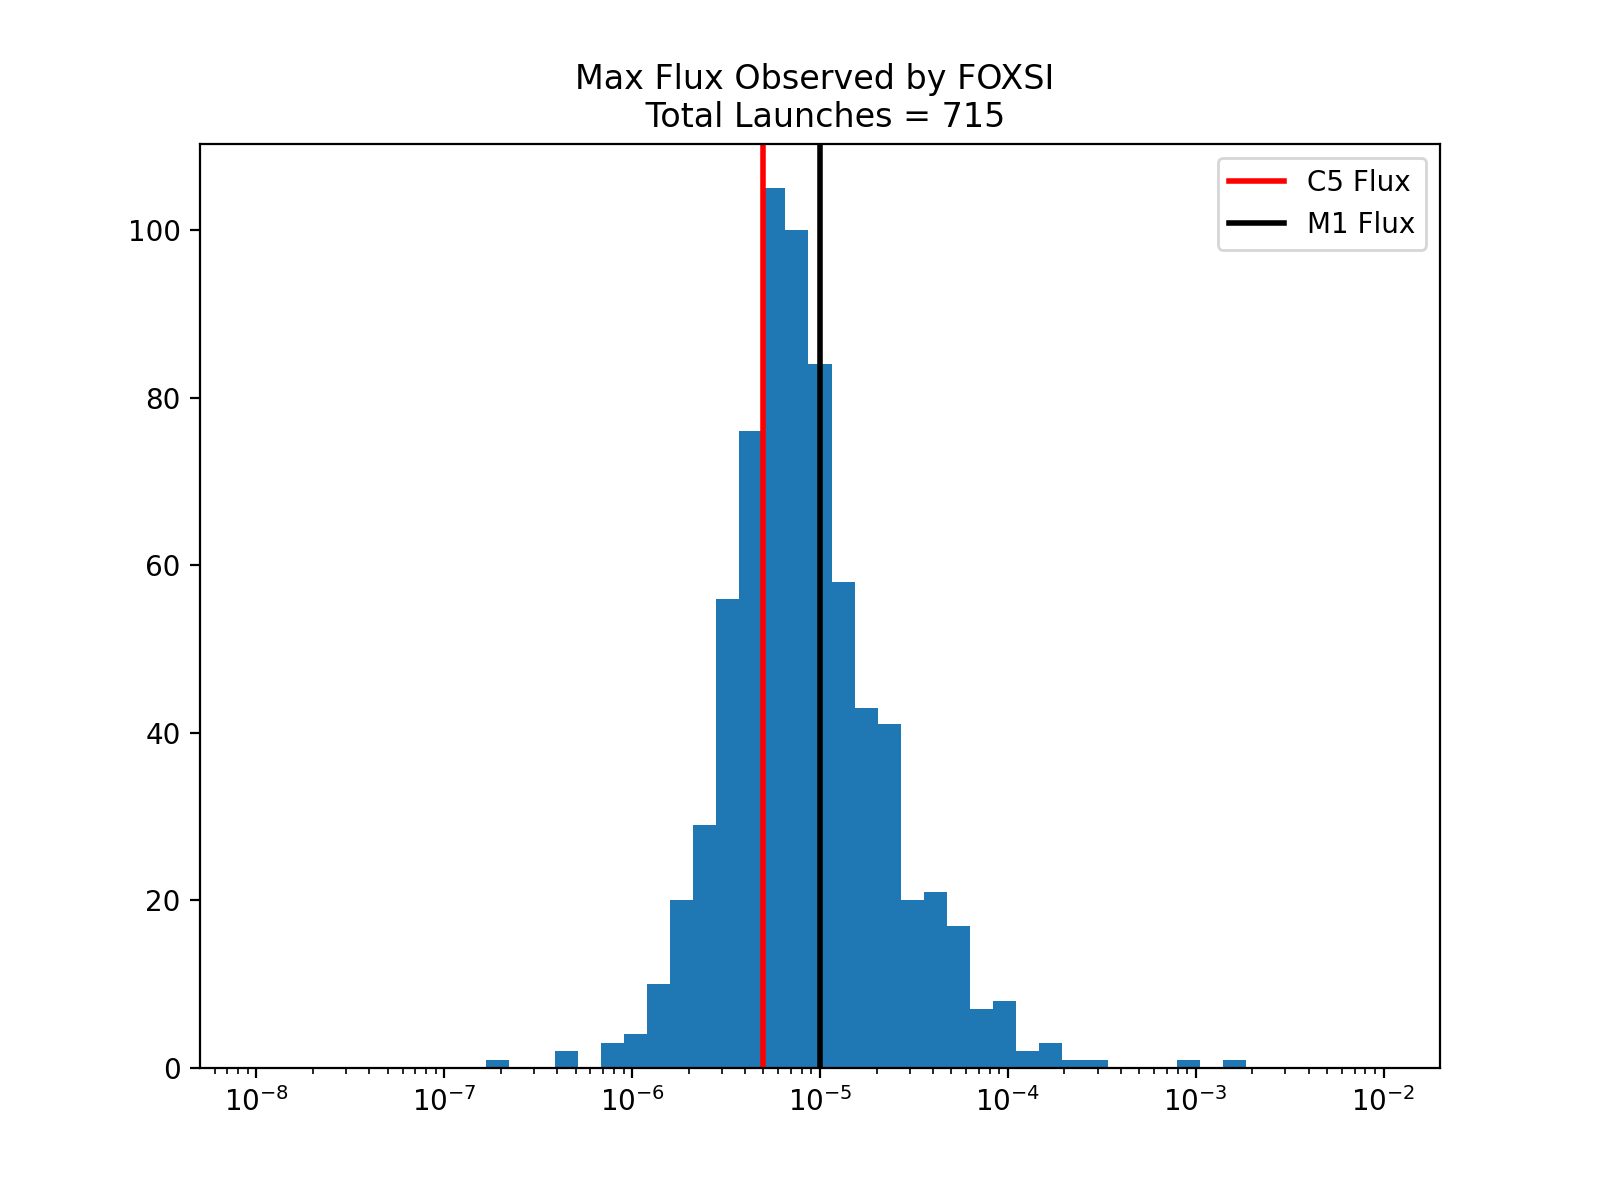 Max Flux Observed by FOXSI
Total Launches = 715
C5 Flux
M1 Flux
100
80
60
40
20
0
10⁻⁸ 10⁻⁷ 10⁻⁶ 10⁻⁵ 10⁻⁴ 10⁻³ 10⁻²